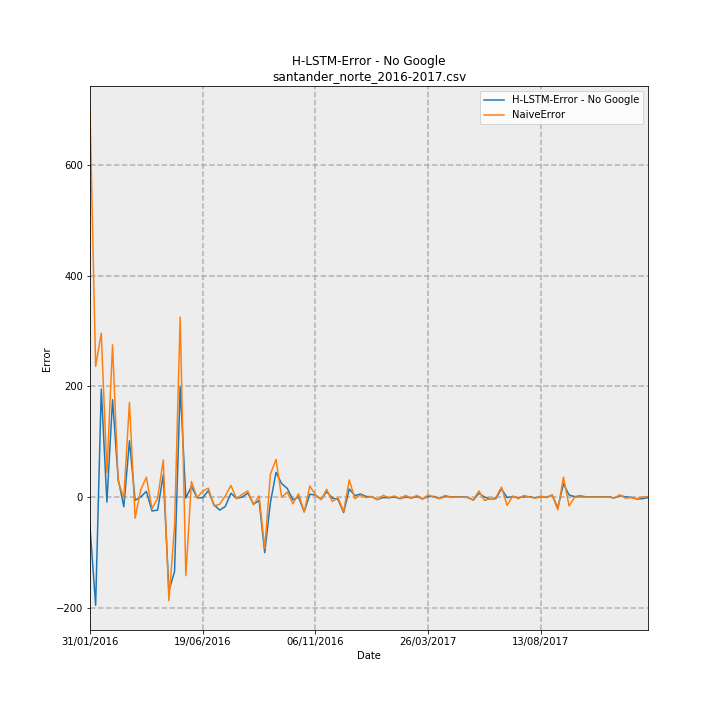 H-LSTM-Error - No Google
santander_norte_2016-2017.csv
H-LSTM-Error - No Google
NaiveError
600
400
200
0
−200
Error
31/01/2016
19/06/2016
06/11/2016
26/03/2017
13/08/2017
Date